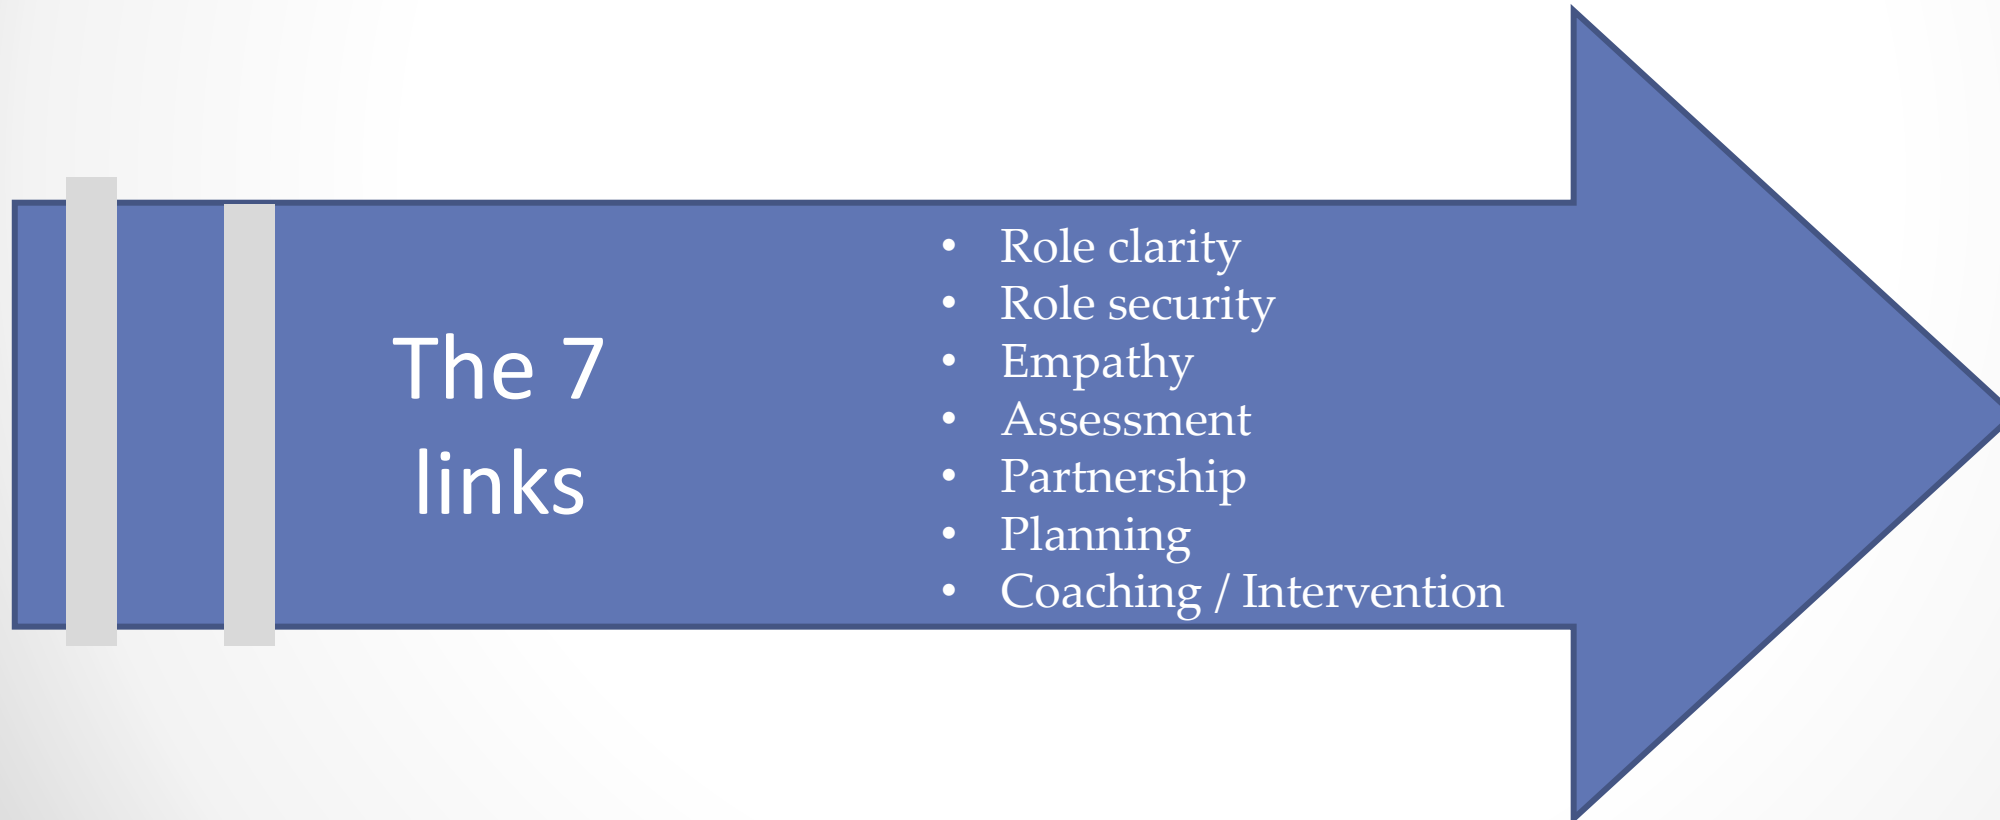 The 7
links
• Role clarity
• Role security
• Empathy
• Assessment
• Partnership
• Planning
• Coaching / Intervention